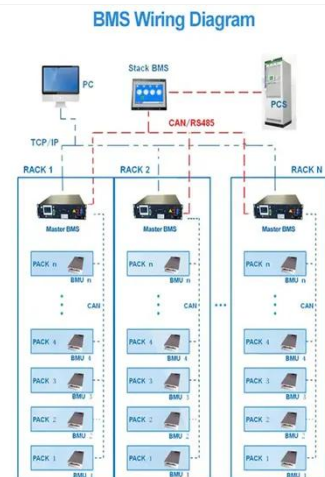 BMS Wiring Diagram
PC
Stack BMS
PCS
CAN/RS485
TCP/IP
RACK 1
RACK 2
RACK N
Master BMS
Master BMS
Master BMS
PACK n
BMU n
PACK n
BMU n
PACK n
BMU n
CAN
CAN
CAN
...
PACK 4
BMU 4
PACK 4
BMU 4
PACK 4
BMU 4
PACK 3
BMU 3
PACK 3
BMU 3
PACK 3
BMU 3
PACK 2
BMU 2
PACK 2
BMU 2
PACK 2
BMU 2
PACK 1
BMU 1
PACK 1
BMU 1
PACK 1
BMU 1